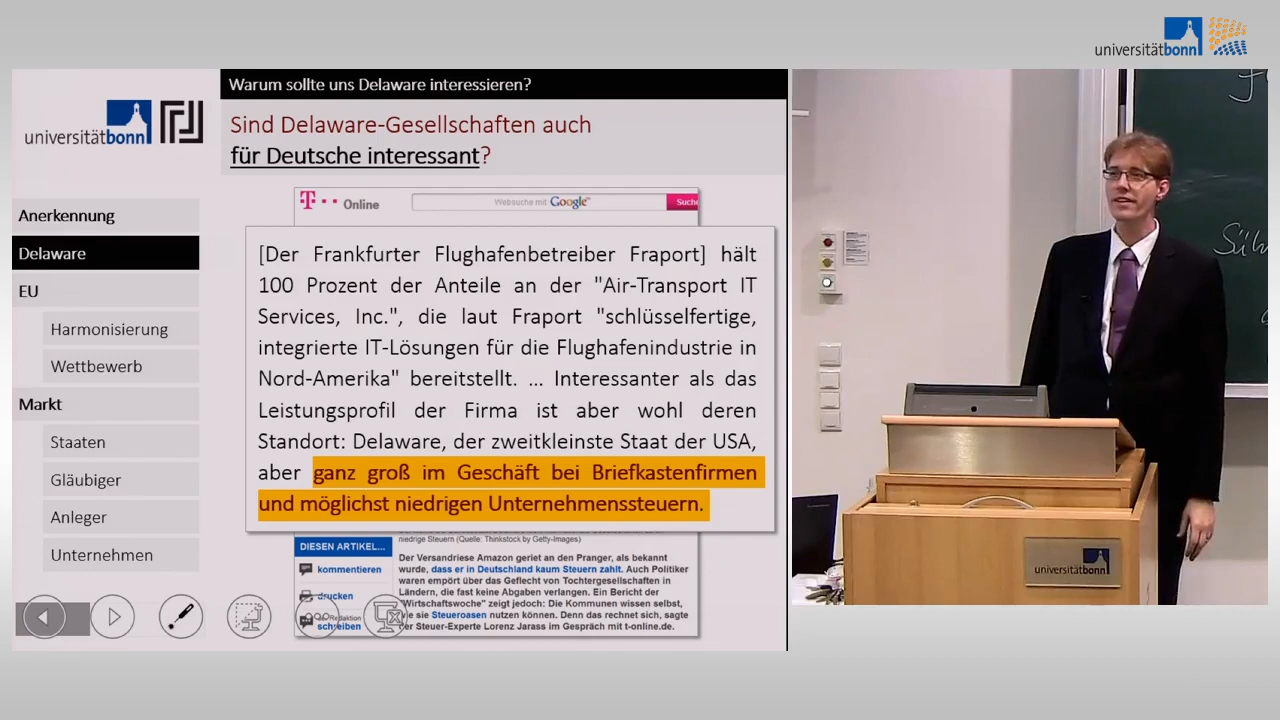 universitätbonn
universitätbonn
Warum sollte uns Delaware interessieren?
Sind Delaware-Gesellschaften auch
für Deutsche interessant?
Anerkennung
Delaware
EU
Harmonisierung
Wettbewerb
Markt
Staaten
Gläubiger
Anleger
Unternehmen
T Online
Websuche mit Google
Suche
[Der Frankfurter Flughafenbetreiber Fraport] hält
100 Prozent der Anteile an der "Air-Transport IT
Services, Inc.", die laut Fraport "schlüsselfertige,
integrierte IT-Lösungen für die Flughafenindustrie in
Nord-Amerika" bereitstellt. ... Interessanter als das
Leistungsprofil der Firma ist aber wohl deren
Standort: Delaware, der zweitkleinste Staat der USA,
aber ganz groß im Geschäft bei Briefkastenfirmen
und möglichst niedrigen Unternehmenssteuern.
niedrige Steuern (Quelle: Thinkstock by Getty-Images)
DIESEN ARTIKEL...
kommentieren
drucken
Redaktion
schreiben
Der Versandriese Amazon geriet an den Pranger, als bekannt
wurde, dass er in Deutschland kaum Steuern zahlt. Auch Politiker
waren empört über das Geflecht von Tochtergesellschaften in
Ländern, die fast keine Abgaben verlangen. Ein Bericht der
"Wirtschaftswoche" zeigt jedoch: Die Kommunen wissen selbst,
wie sie Steueroasen nutzen können. Denn das rechnet sich, sagte
der Steuer-Experte Lorenz Jarass im Gespräch mit t-online.de.
universitätbonn